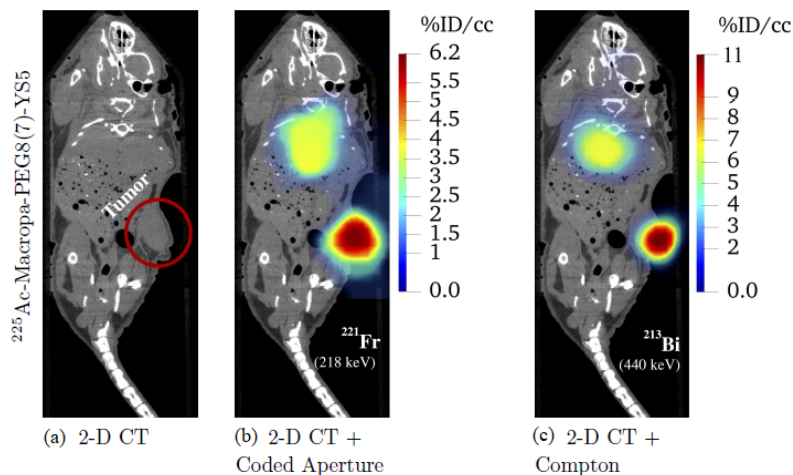 %ID/cc
%ID/cc
²²⁵Ac-Macropa-PEG8(7)-YS5
Tumor
6.2
5.5
5
4.5
4
3.5
3
2.5
2
1.5
1
0.0
11
9
7
6
5
3
2
0.0
²²¹Fr
(218 keV)
²¹³Bi
(440 keV)
(a) 2-D CT
(b) 2-D CT +
Coded Aperture
(c) 2-D CT +
Compton